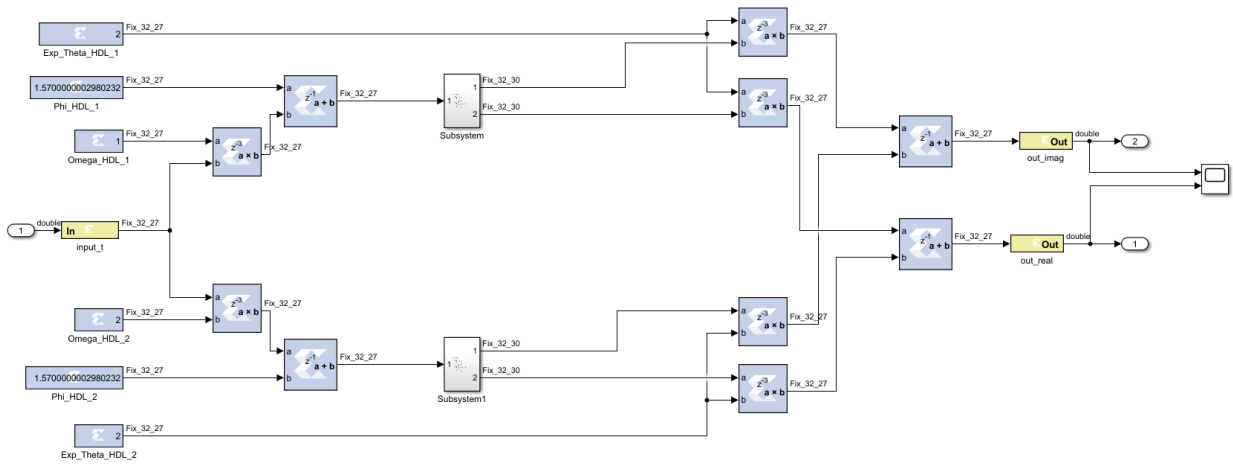 Fix_32_27
2
Exp_Theta_HDL_1
a
b
z-3
a × b
Fix_32_27
1.5700000002980232
Fix_32_27
Phi_HDL_1
a
b
z-1
a + b
Fix_32_27
1
Subsystem
1
Fix_32_30
2
Fix_32_30
a
b
z-3
a × b
Fix_32_27
1
Fix_32_27
Omega_HDL_1
a
b
z-3
a × b
Fix_32_27
a
b
z-1
a + b
Fix_32_27
Out
double
out_imag
2
1
double
In
Fix_32_27
input_t
a
b
z-1
a + b
Fix_32_27
Out
double
out_real
1
2
Fix_32_27
Omega_HDL_2
a
b
z-3
a × b
Fix_32_27
a
b
z-3
a × b
Fix_32_27
1.5700000002980232
Fix_32_27
Phi_HDL_2
a
b
z-1
a + b
Fix_32_27
1
Subsystem1
1
Fix_32_30
2
Fix_32_30
a
b
z-3
a × b
Fix_32_27
2
Fix_32_27
Exp_Theta_HDL_2